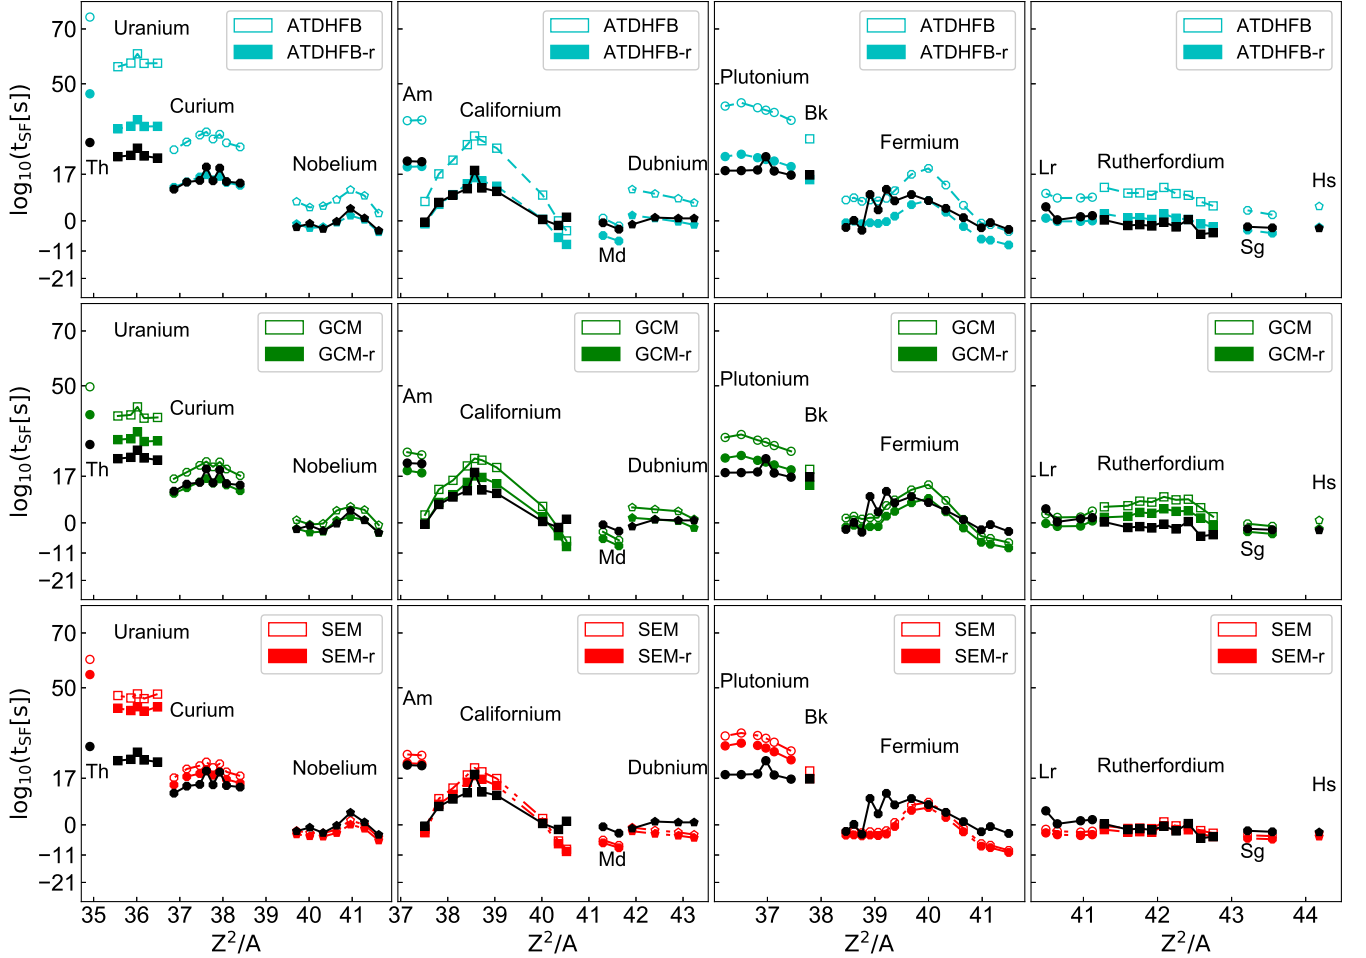 log₁₀(t_SF[s])
70
50
17
0
−11
−21
Uranium
ATDHFB
ATDHFB-r
Th
Curium
Nobelium
ATDHFB
ATDHFB-r
Am
Californium
Md
Dubnium
ATDHFB
ATDHFB-r
Plutonium
Bk
Fermium
ATDHFB
ATDHFB-r
Lr
Rutherfordium
Sg
Hs
log₁₀(t_SF[s])
70
50
17
0
−11
−21
Uranium
GCM
GCM-r
Th
Curium
Nobelium
GCM
GCM-r
Am
Californium
Md
Dubnium
GCM
GCM-r
Plutonium
Bk
Fermium
GCM
GCM-r
Lr
Rutherfordium
Sg
Hs
log₁₀(t_SF[s])
70
50
17
0
−11
−21
Uranium
SEM
SEM-r
Th
Curium
Nobelium
SEM
SEM-r
Am
Californium
Md
Dubnium
SEM
SEM-r
Plutonium
Bk
Fermium
SEM
SEM-r
Lr
Rutherfordium
Sg
Hs
35 36 37 38 39 40 41
Z²/A
37 38 39 40 41 42 43
Z²/A
37 38 39 40 41
Z²/A
41 42 43 44
Z²/A